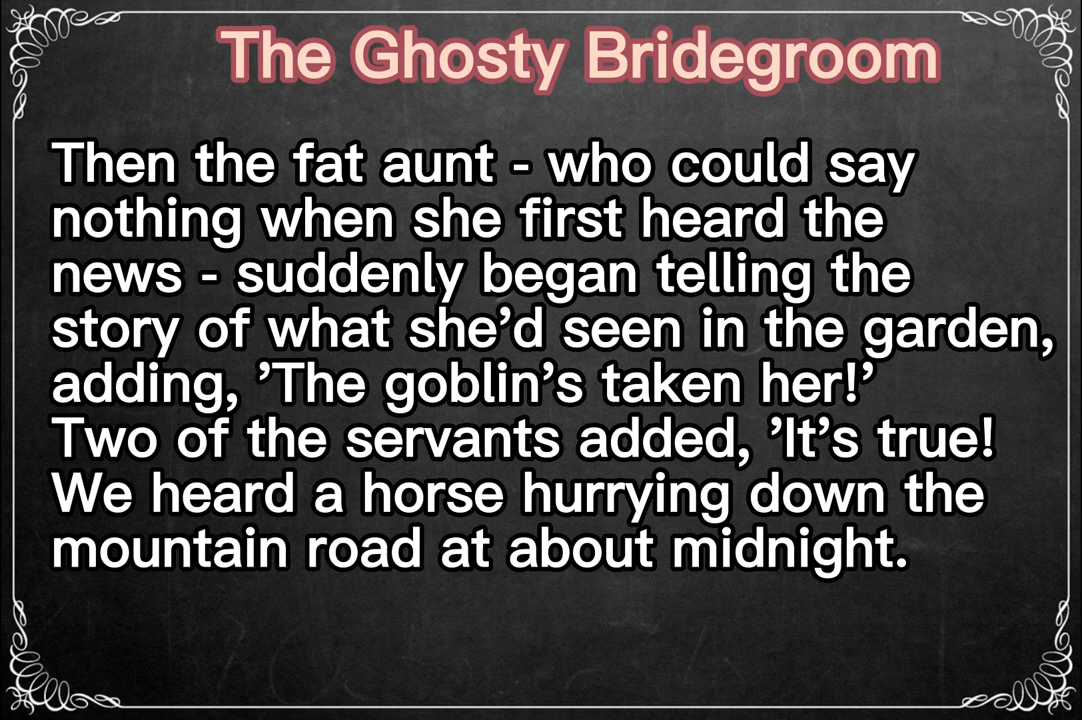 The Ghosty Bridegroom
Then the fat aunt - who could say
nothing when she first heard the
news - suddenly began telling the
story of what she’d seen in the garden,
adding, ’The goblin’s taken her!’
Two of the servants added, ’It’s true!
We heard a horse hurrying down the
mountain road at about midnight.